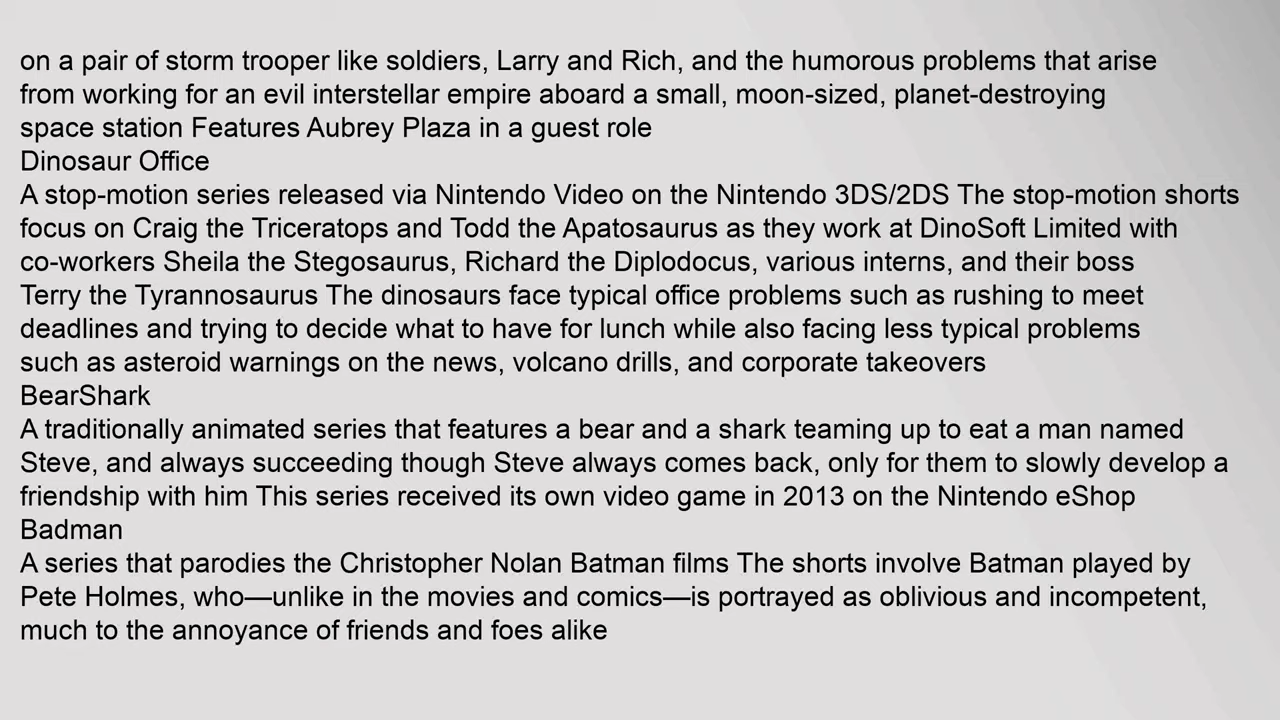 on a pair of storm trooper like soldiers, Larry and Rich, and the humorous problems that arise
from working for an evil interstellar empire aboard a small, moon-sized, planet-destroying
space station Features Aubrey Plaza in a guest role
Dinosaur Office
A stop-motion series released via Nintendo Video on the Nintendo 3DS/2DS The stop-motion shorts
focus on Craig the Triceratops and Todd the Apatosaurus as they work at DinoSoft Limited with
co-workers Sheila the Stegosaurus, Richard the Diplodocus, various interns, and their boss
Terry the Tyrannosaurus The dinosaurs face typical office problems such as rushing to meet
deadlines and trying to decide what to have for lunch while also facing less typical problems
such as asteroid warnings on the news, volcano drills, and corporate takeovers
BearShark
A traditionally animated series that features a bear and a shark teaming up to eat a man named
Steve, and always succeeding though Steve always comes back, only for them to slowly develop a
friendship with him This series received its own video game in 2013 on the Nintendo eShop
Badman
A series that parodies the Christopher Nolan Batman films The shorts involve Batman played by
Pete Holmes, who—unlike in the movies and comics—is portrayed as oblivious and incompetent,
much to the annoyance of friends and foes alike